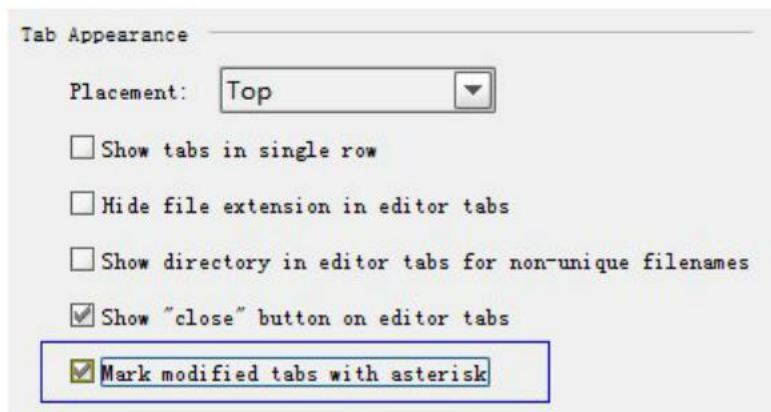 Tab Appearance
Placement: Top
Show tabs in single row
Hide file extension in editor tabs
Show directory in editor tabs for non-unique filenames
Show "close" button on editor tabs
Mark modified tabs with asterisk